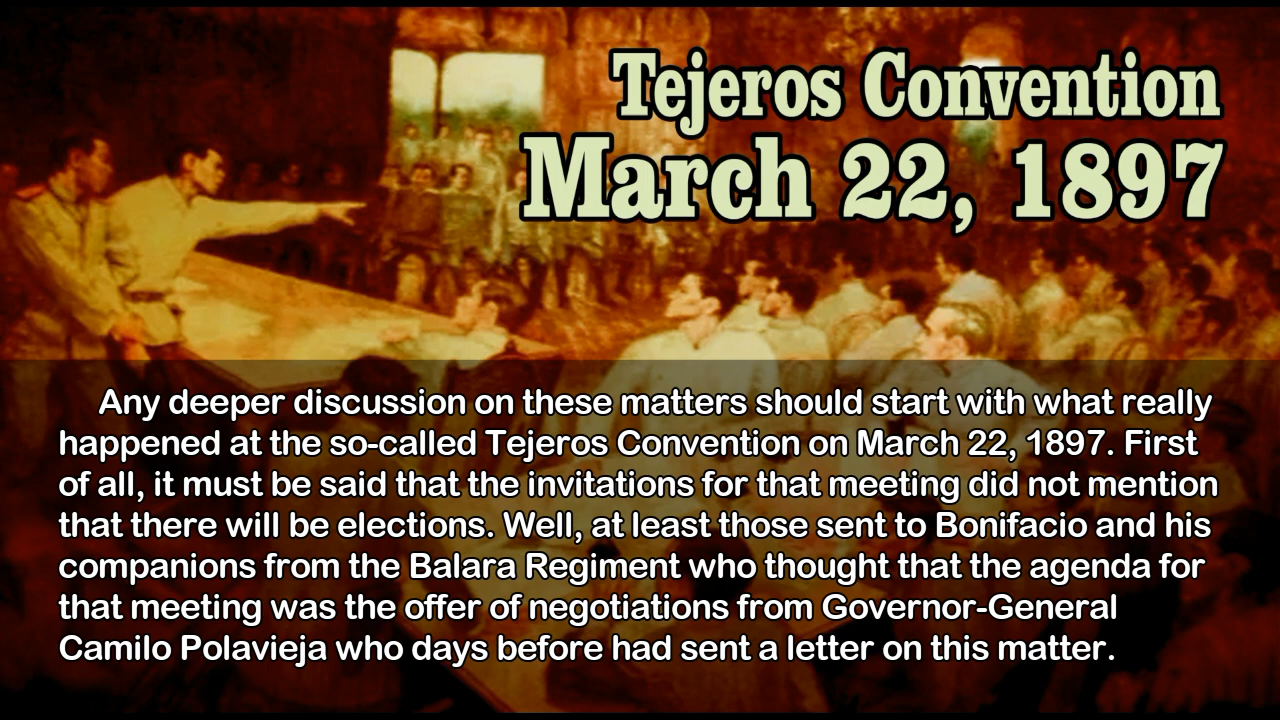 Tejeros Convention
March 22, 1897
Any deeper discussion on these matters should start with what really
happened at the so-called Tejeros Convention on March 22, 1897. First
of all, it must be said that the invitations for that meeting did not mention
that there will be elections. Well, at least those sent to Bonifacio and his
companions from the Balara Regiment who thought that the agenda for
that meeting was the offer of negotiations from Governor-General
Camilo Polavieja who days before had sent a letter on this matter.